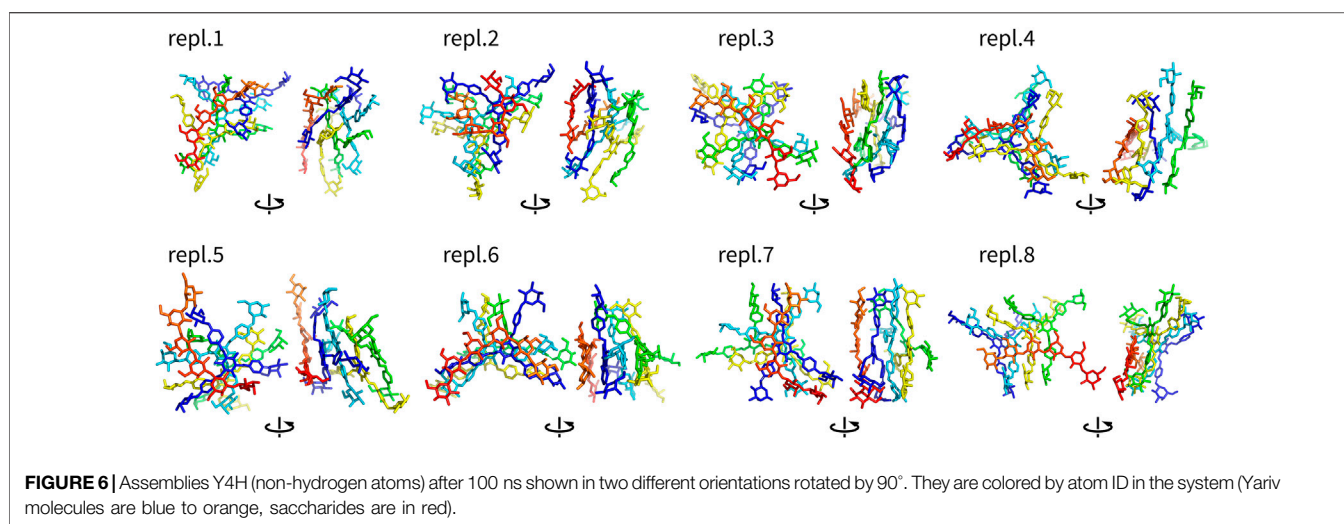 repl.1 repl.2 repl.3 repl.4
repl.5 repl.6 repl.7 repl.8
FIGURE 6 | Assemblies Y4H (non-hydrogen atoms) after 100 ns shown in two different orientations rotated by 90°. They are colored by atom ID in the system (Yariv
molecules are blue to orange, saccharides are in red).